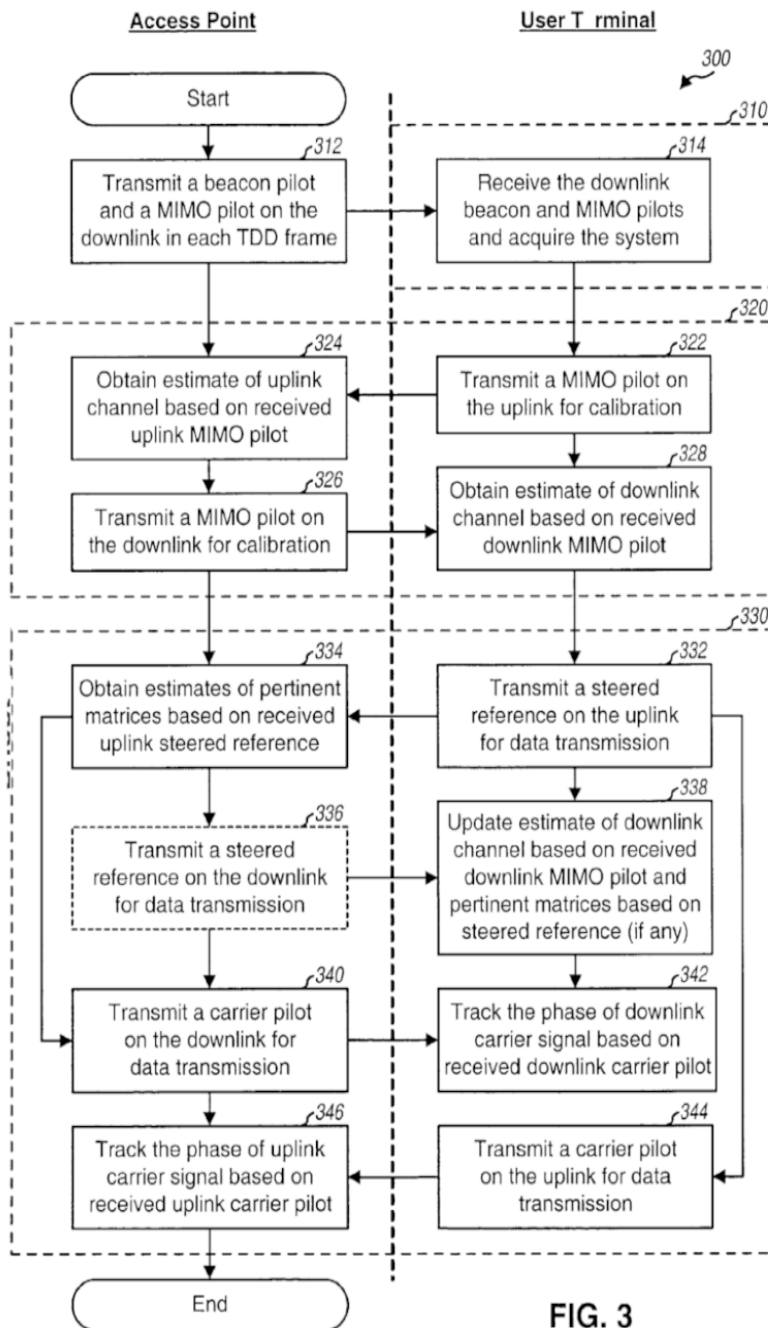 Access Point
User T rminal
300
Start
310
312
314
Transmit a beacon pilot
and a MIMO pilot on the
downlink in each TDD frame
Receive the downlink
beacon and MIMO pilots
and acquire the system
320
324
322
Obtain estimate of uplink
channel based on received
uplink MIMO pilot
Transmit a MIMO pilot on
the uplink for calibration
326
328
Transmit a MIMO pilot on
the downlink for calibration
Obtain estimate of downlink
channel based on received
downlink MIMO pilot
330
334
332
Obtain estimates of pertinent
matrices based on received
uplink steered reference
Transmit a steered
reference on the uplink
for data transmission
336
338
Transmit a steered
reference on the downlink
for data transmission
Update estimate of downlink
channel based on received
downlink MIMO pilot and
pertinent matrices based on
steered reference (if any)
340
342
Transmit a carrier pilot
on the downlink for
data transmission
Track the phase of downlink
carrier signal based on
received downlink carrier pilot
346
344
Track the phase of uplink
carrier signal based on
received uplink carrier pilot
Transmit a carrier pilot
on the uplink for data
transmission
End
FIG. 3